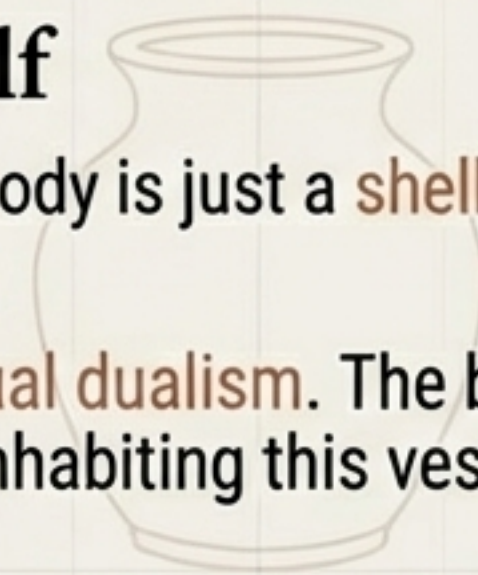 lf
ody is just a shell
ual dualism. The b
nhabiting this ves